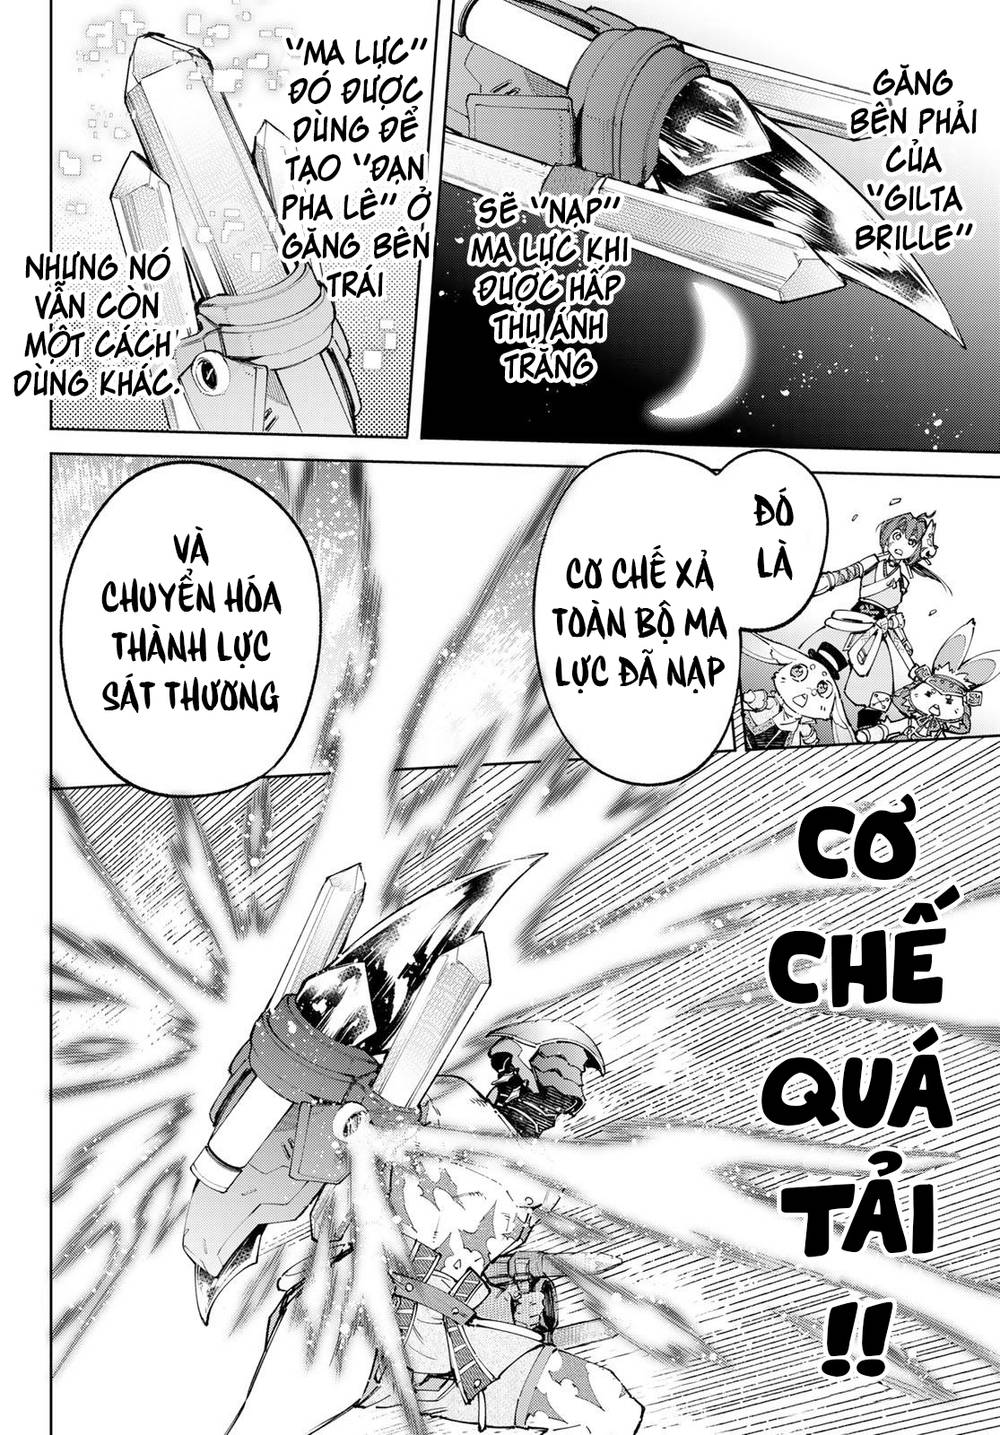 GĂNG
BÊN PHẢI
CỦA
"GILTA
BRILLE"
SẼ "NẠP"
MA LỰC KHI
ĐƯỢC HẤP
THỤ ÁNH
TRĂNG
"MA LỰC"
ĐÓ ĐƯỢC
DÙNG ĐỂ
TẠO "ĐẠN
PHA LÊ" Ở
GĂNG BÊN
TRÁI
NHƯNG NÓ
VẪN CÒN
MỘT CÁCH
DÙNG KHÁC.
ĐÓ
LÀ
CƠ CHẾ XẢ
TOÀN BỘ MA
LỰC ĐÃ NẠP
VÀ
CHUYỂN HÓA
THÀNH LỰC
SÁT THƯƠNG
CƠ
CHẾ
QUÁ
TẢI
!!